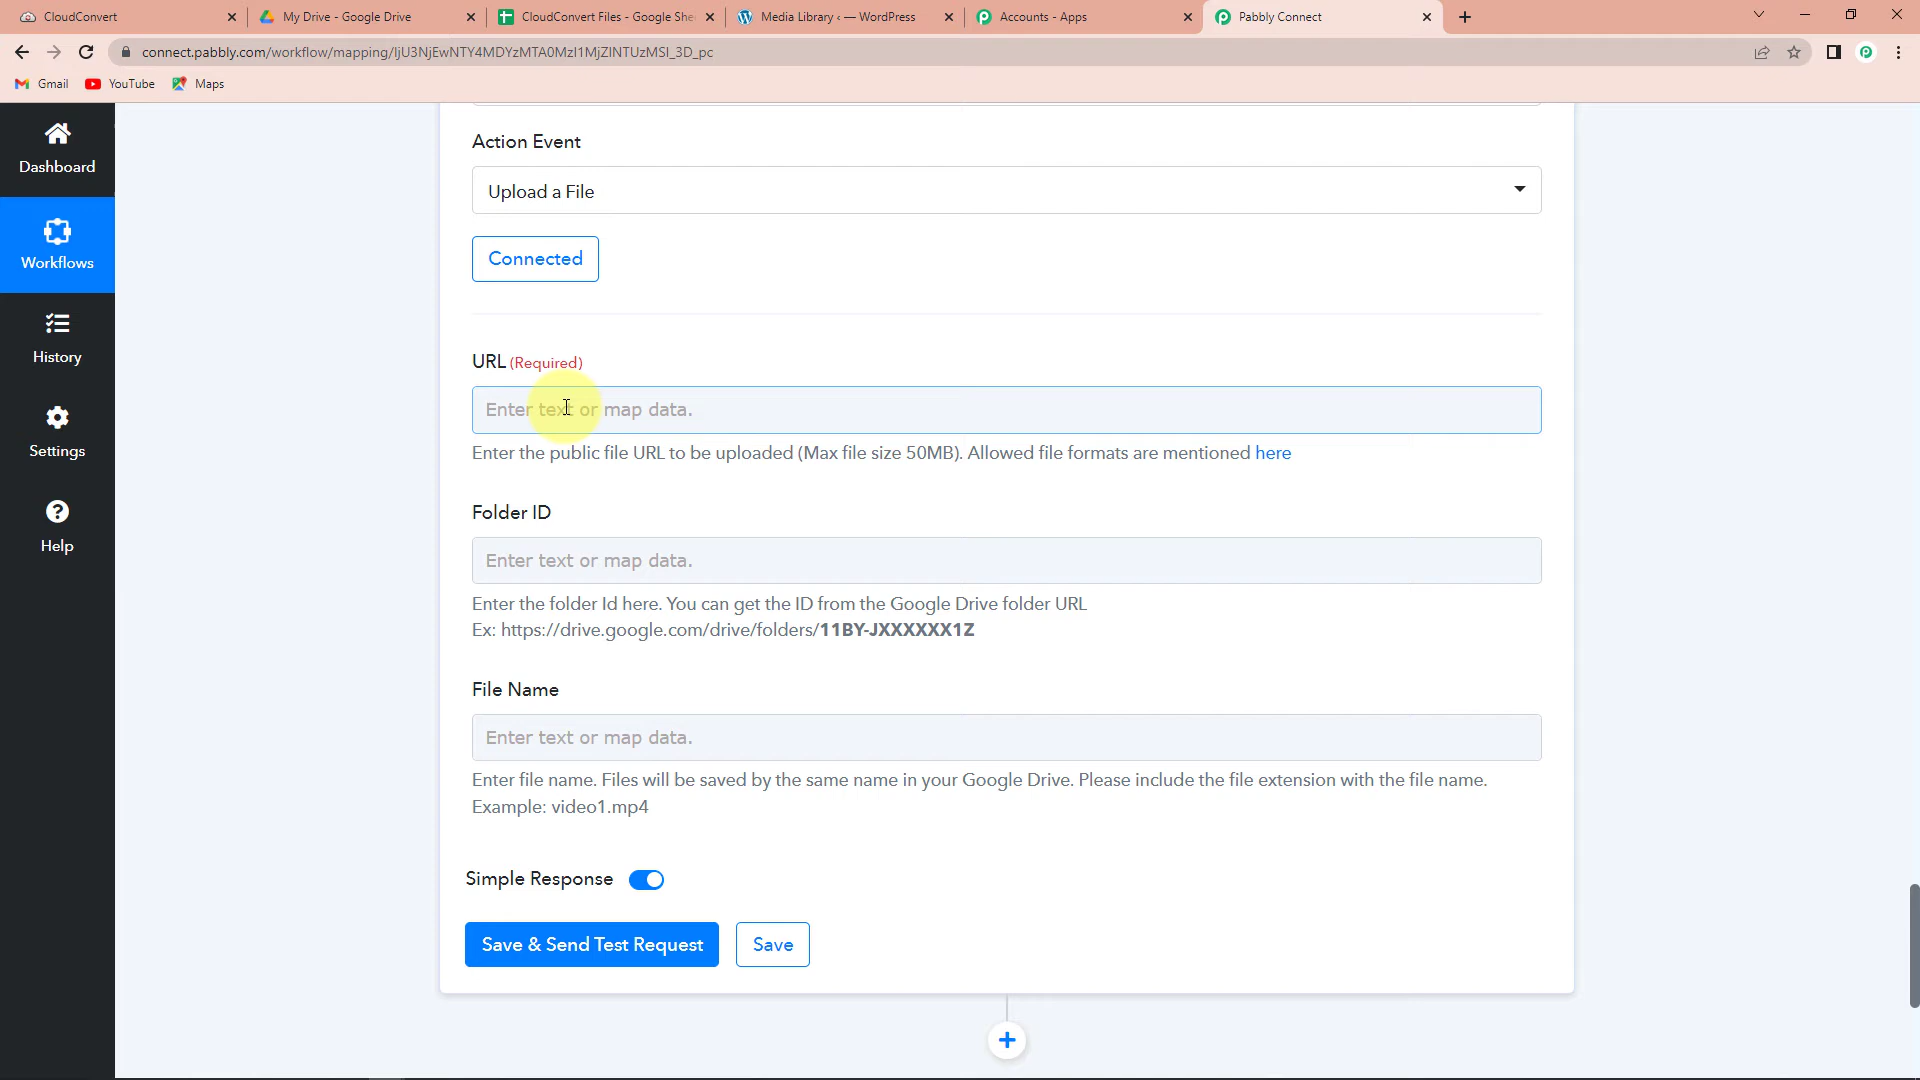 CloudConvert
My Drive - Google Drive
CloudConvert Files - Google She
Media Library ‹ — WordPress
Accounts - Apps
Pabbly Connect
connect.pabbly.com/workflow/mapping/IjU3NjEwNTY4MDYzMTA0MzI1MjZINTUzMSI_3D_pc
Gmail
YouTube
Maps
Dashboard
Workflows
History
Settings
Help
Action Event
Upload a File
Connected
URL (Required)
Enter text or map data.
Enter the public file URL to be uploaded (Max file size 50MB). Allowed file formats are mentioned here
Folder ID
Enter text or map data.
Enter the folder Id here. You can get the ID from the Google Drive folder URL
Ex: https://drive.google.com/drive/folders/11BY-JXXXXXX1Z
File Name
Enter text or map data.
Enter file name. Files will be saved by the same name in your Google Drive. Please include the file extension with the file name.
Example: video1.mp4
Simple Response
Save & Send Test Request
Save